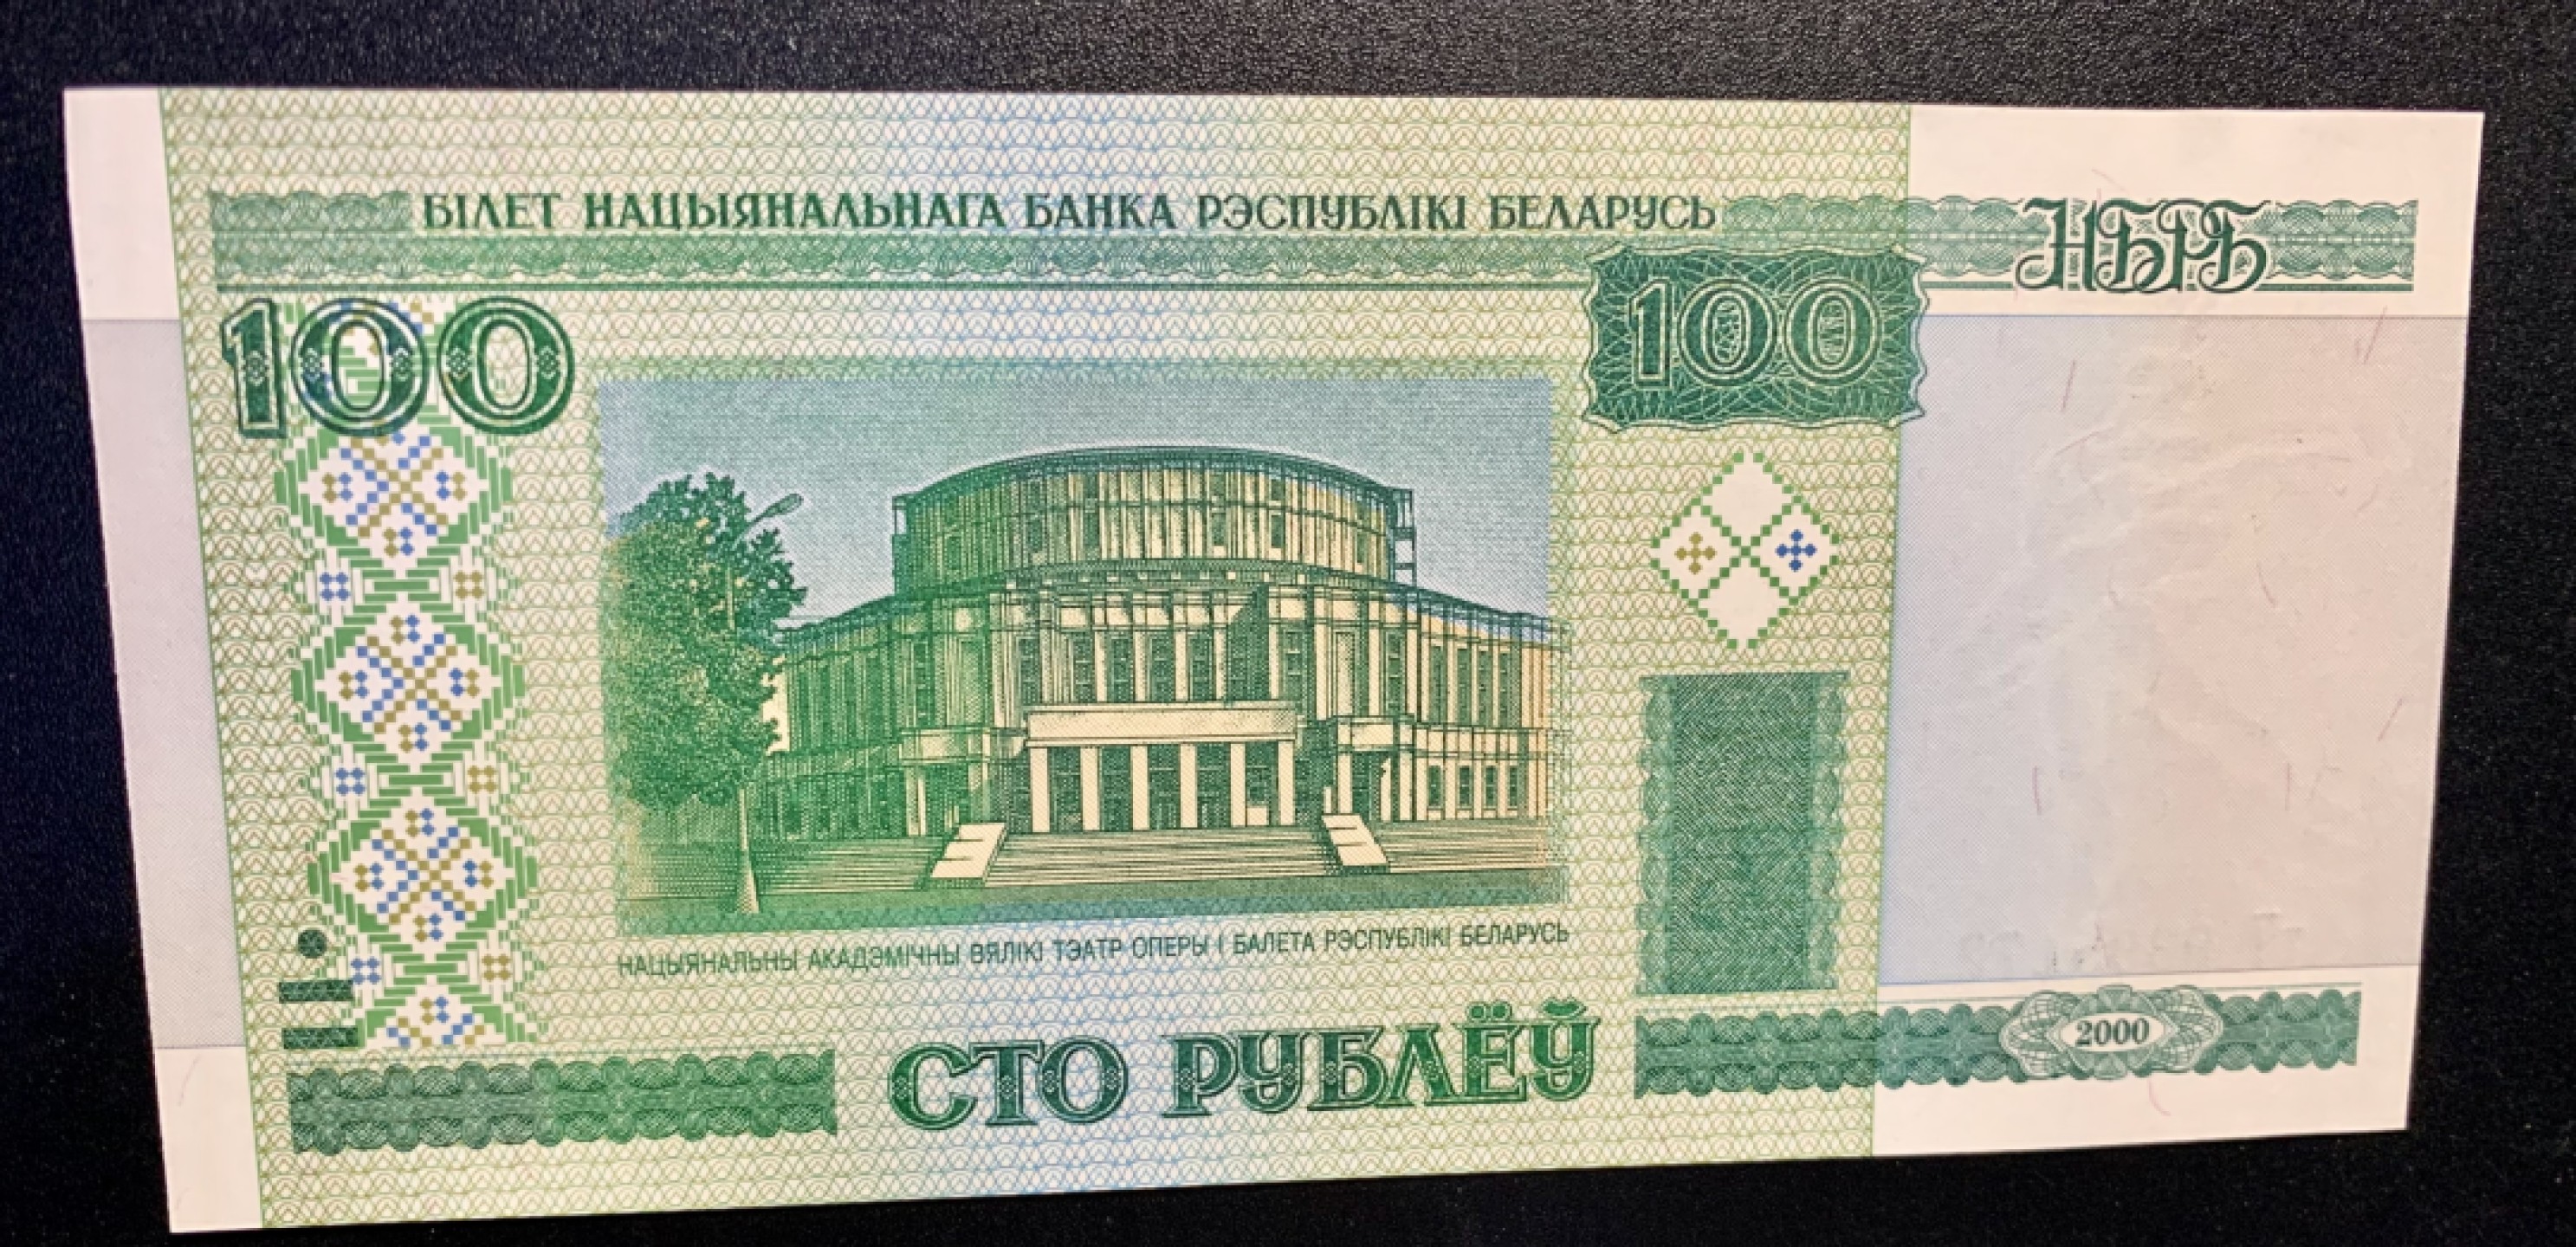 БІЛЕТ НАЦЫЯНАЛЬНАГА БАНКА РЭСПУБЛІКІ БЕЛАРУСЬ
НБРБ
100
100
НАЦЫЯНАЛЬНЫ АКАДЭМІЧНЫ ВЯЛІКІ ТЭАТР ОПЕРЫ І БАЛЕТА РЭСПУБЛІКІ БЕЛАРУСЬ
СТО РУБЛЁЎ
2000